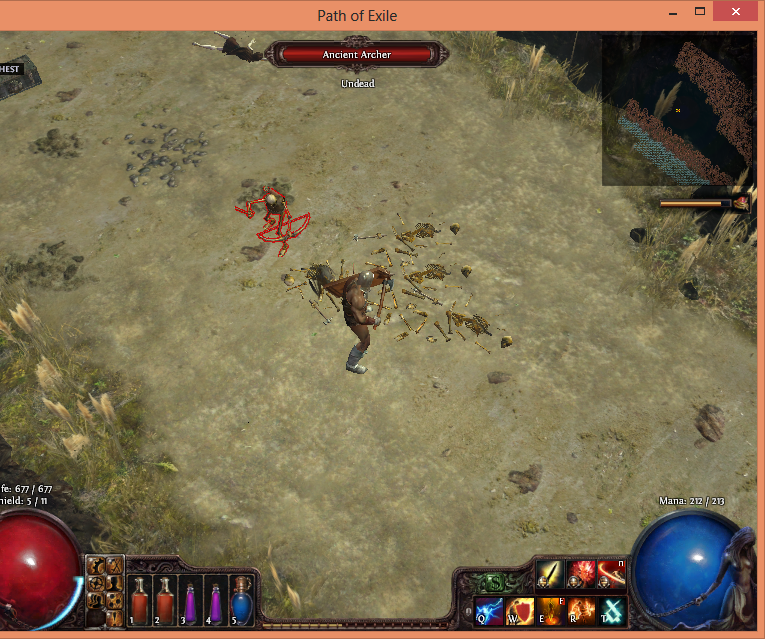 Path of Exile
Ancient Archer
HEST
Undead
fe: 677 / 677
hield: 5 / 11
Mana: 212 / 213
n
1 2 3 4 5
Q W E E R T